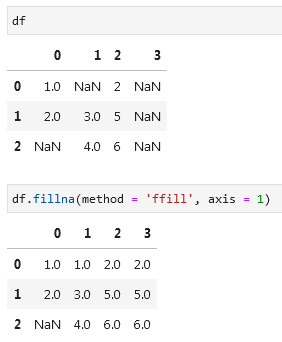 df
0 1 2 3
0 1.0 NaN 2 NaN
1 2.0 3.0 5 NaN
2 NaN 4.0 6 NaN
df.fillna(method = 'ffill', axis = 1)
0 1 2 3
0 1.0 1.0 2.0 2.0
1 2.0 3.0 5.0 5.0
2 NaN 4.0 6.0 6.0